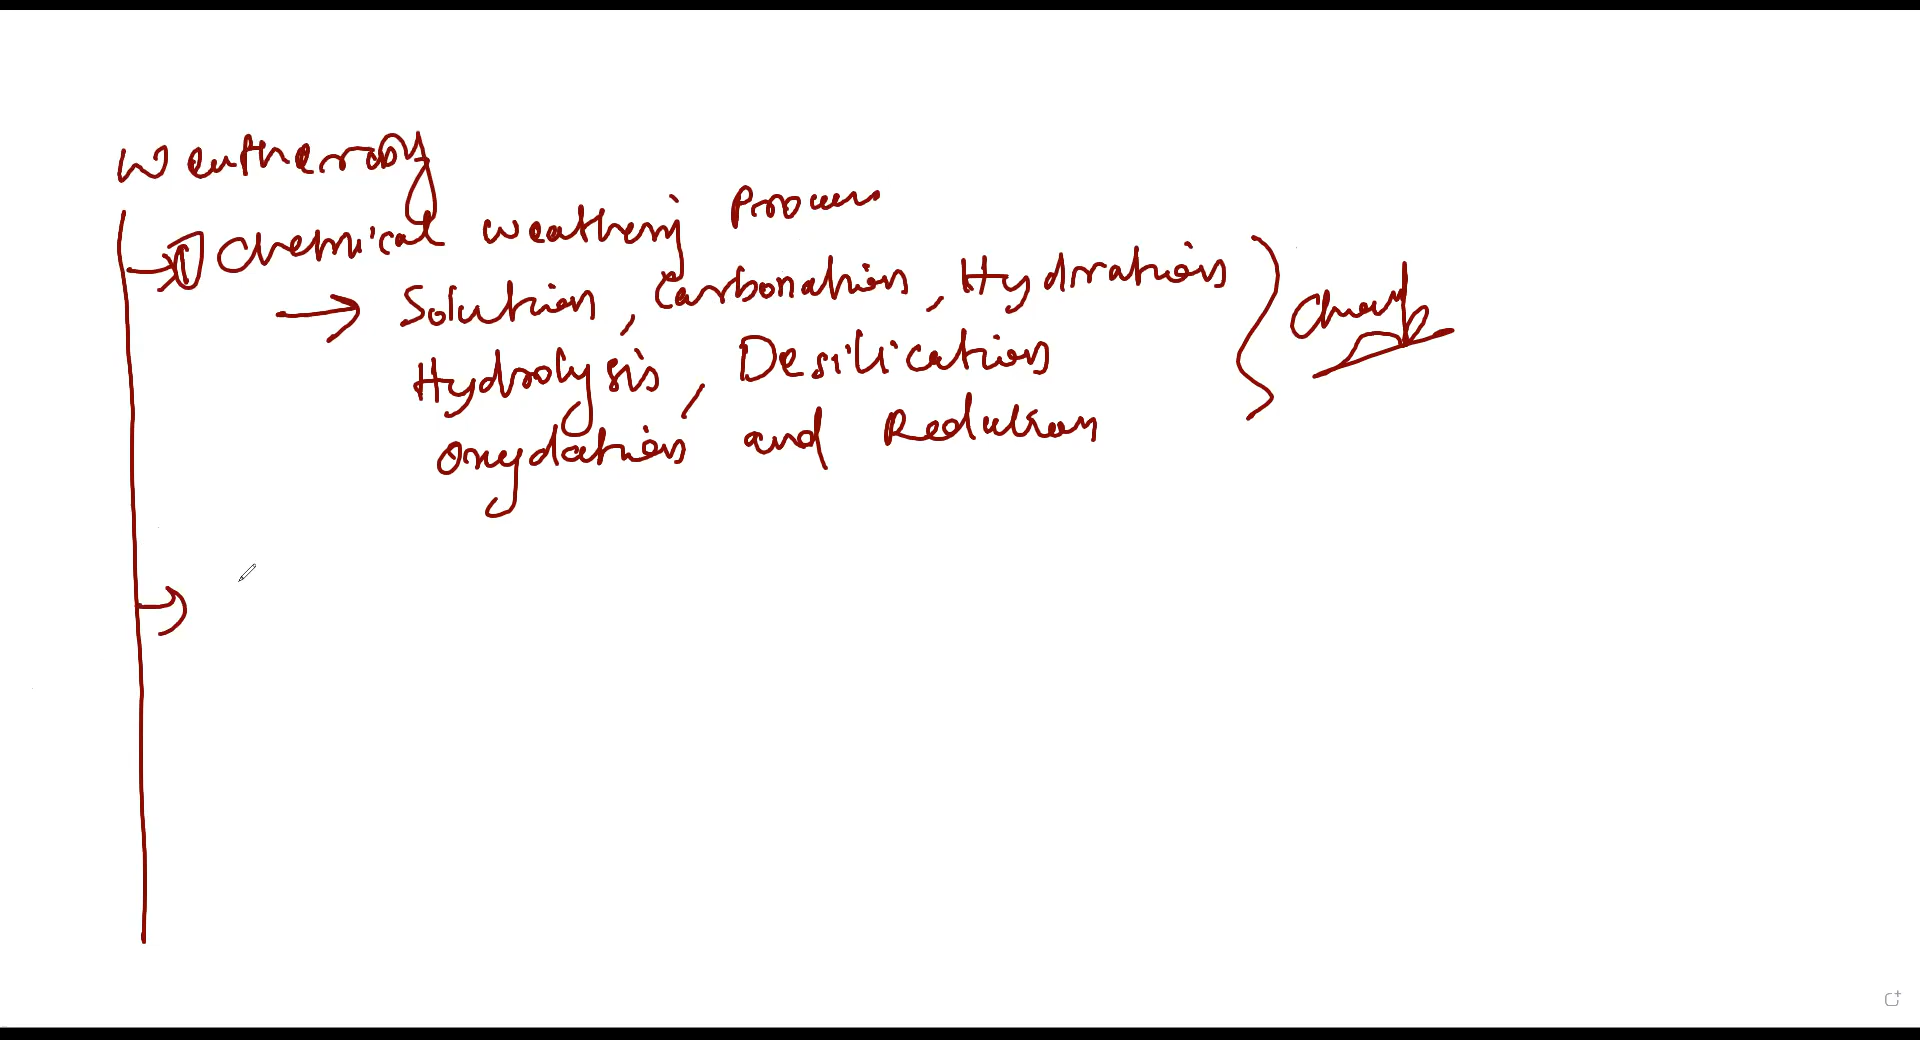 Weathering
① Chemical weathering Process
→ Solution, Carbonation, Hydration
Hydrolysis, Desilication
Oxydation and Reduction